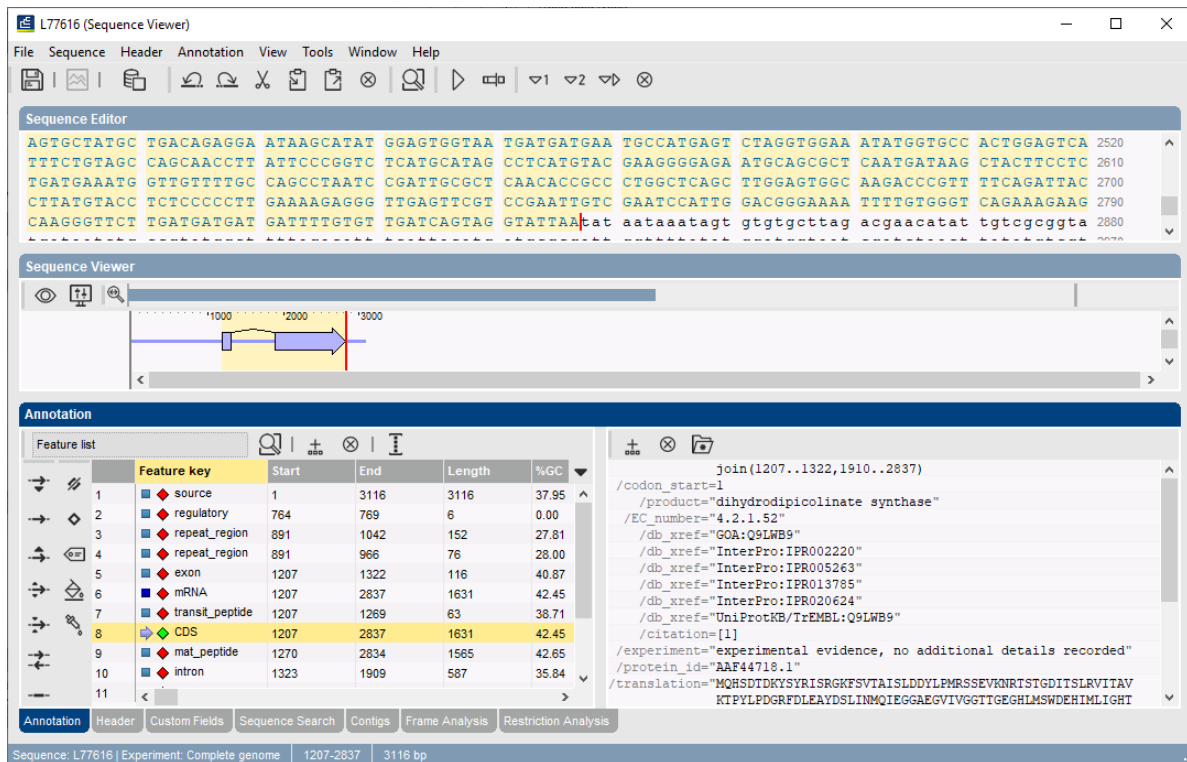 L77616 (Sequence Viewer)
File Sequence Header Annotation View Tools Window Help
1 2
Sequence Editor
AGTGCTATGC TGACAGAGGA ATAAGCATAT GGAGTGGTAA TGATGATGAA TGCCATGAGT CTAGGTGGAA ATATGGTGCC ACTGGAGTCA 2520
TTTCTGTAGC CAGCAACCTT ATTCCCGGTC TCATGCATAG CCTCATGTAC GAAGGGGAGA ATGCAGCGCT CAATGATAAG CTACTTCCTC 2610
TGATGAAATG GTTGTTTTGC CAGCCTAATC CGATTGCGCT CAACACCGCC CTGGCTCAGC TTGGAGTGGC AAGACCCGTT TTCAGATTAC 2700
CTTATGTACC TCTCCCCCTT GAAAAGAGGG TTGAGTTCGT CCGAATTGTC GAATCCATTG GACGGGAAAA TTTTGTGGGT CAGAAAGAAG 2790
CAAGGGTTCT TGATGATGAT GATTTTGTGT TGATCAGTAG GTATTAAtat aataaatagt gtgtgcttag acgaacatat tgtcgcggta 2880
Sequence Viewer
'1000 '2000 '3000
Annotation
Feature list
Feature key Start End Length %GC
1 source 1 3116 3116 37.95
2 regulatory 764 769 6 0.00
3 repeat_region 891 1042 152 27.81
4 repeat_region 891 966 76 28.00
5 exon 1207 1322 116 40.87
6 mRNA 1207 2837 1631 42.45
7 transit_peptide 1207 1269 63 38.71
8 CDS 1207 2837 1631 42.45
9 mat_peptide 1270 2834 1565 42.65
10 intron 1323 1909 587 35.84
11
join(1207..1322,1910..2837)
/codon_start=1
/product="dihydrodipicolinate synthase"
/EC_number="4.2.1.52"
/db_xref="GOA:Q9LWB9"
/db_xref="InterPro:IPR002220"
/db_xref="InterPro:IPR005263"
/db_xref="InterPro:IPR013785"
/db_xref="InterPro:IPR020624"
/db_xref="UniProtKB/TrEMBL:Q9LWB9"
/citation=[1]
/experiment="experimental evidence, no additional details recorded"
/protein_id="AAF44718.1"
/translation="MQHSDTDKYSYRISRGKFSVTAISLDDYLPMRSSEVKNRTSTGDITSLRVITAV
KTPYLPDGRFDLEAYDSLINMQIEGGAEGVIVGGTTGEGHLMSWDEHIMLIGHT
Annotation Header Custom Fields Sequence Search Contigs Frame Analysis Restriction Analysis
Sequence: L77616 | Experiment: Complete genome 1207-2837 3116 bp